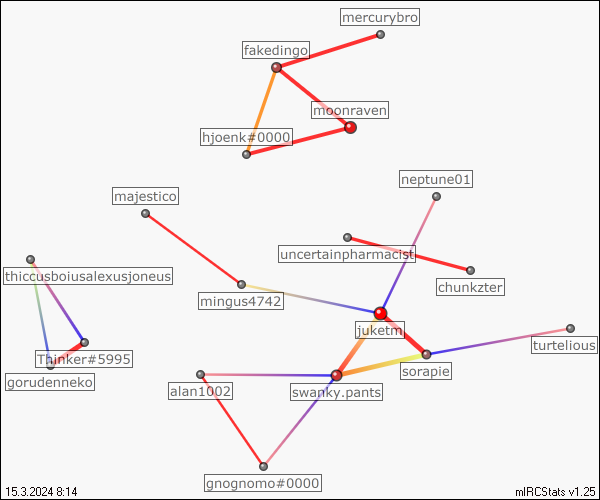 mercurybro
fakedingo
moonraven
hjoenk#0000
neptune01
majestico
uncertainpharmacist
thiccusboiusalexusjoneus
chunkzter
mingus4742
juketm
turtelious
Thinker#5995
sorapie
gorudenneko
alan1002
swanky.pants
gnognomo#0000
15.3.2024 8:14
mIRCStats v1.25